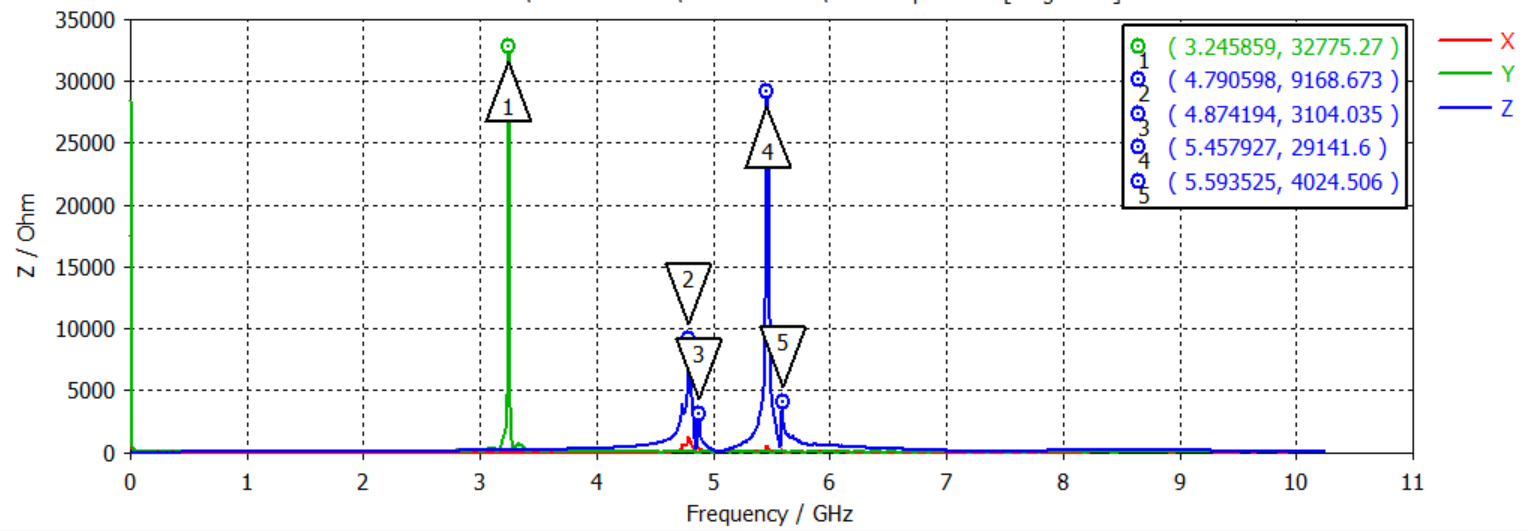 35000
30000
25000
20000
15000
10000
5000
0
Z / Ohm
0 1 2 3 4 5 6 7 8 9 10 11
Frequency / GHz
1
2
3
4
5
1 ( 3.245859, 32775.27 )
2 ( 4.790598, 9168.673 )
3 ( 4.874194, 3104.035 )
4 ( 5.457927, 29141.6 )
5 ( 5.593525, 4024.506 )
X
Y
Z